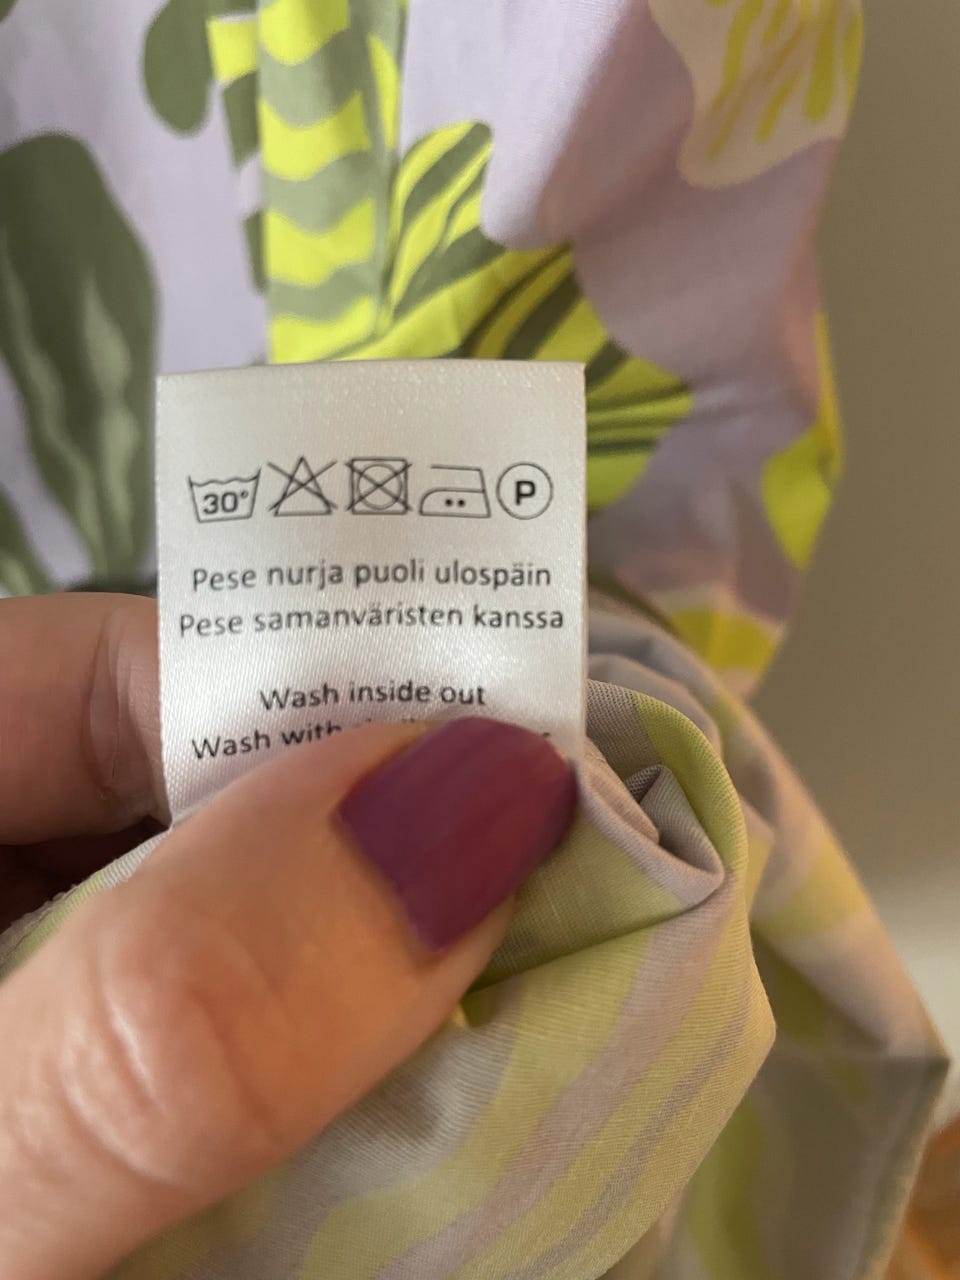 30° P
Pese nurja puoli ulospäin
Pese samanväristen kanssa
Wash inside out
Wash with